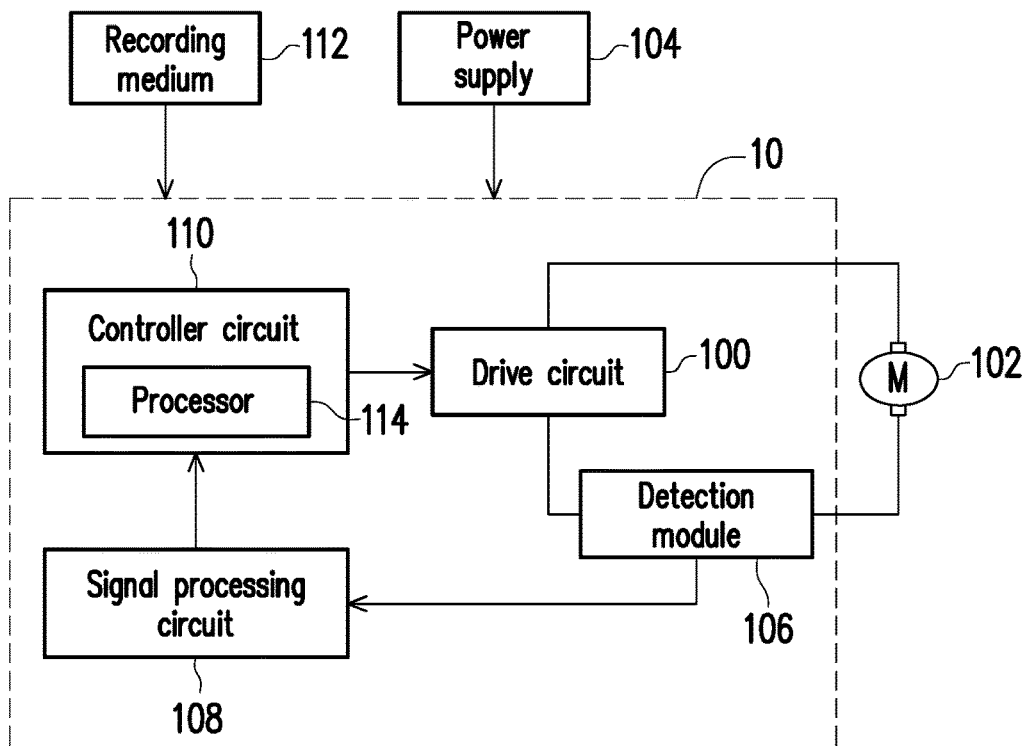 Recording
medium
112
Power
supply
104
10
110
Controller circuit
Processor
114
Drive circuit
100
M
102
Detection
module
106
Signal processing
circuit
108